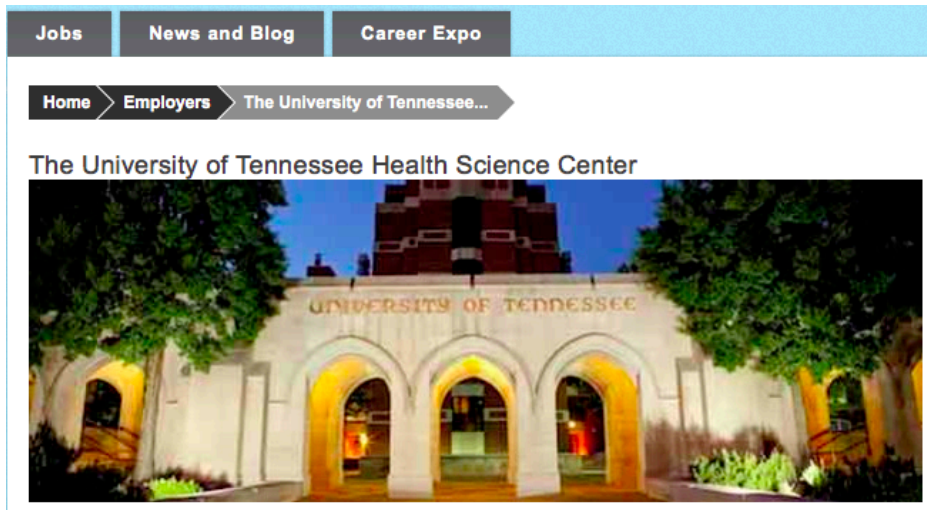 Jobs News and Blog Career Expo
Home Employers The University of Tennessee...
The University of Tennessee Health Science Center
UNIVERSITY OF TENNESSEE